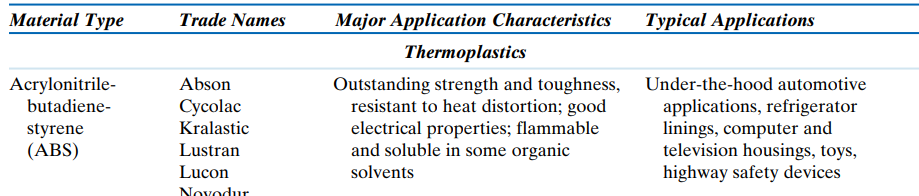 Material Type Trade Names Major Application Characteristics Typical Applications
Thermoplastics
Acrylonitrile- Abson Outstanding strength and toughness, Under-the-hood automotive
butadiene- Cycolac resistant to heat distortion; good applications, refrigerator
styrene Kralastic electrical properties; flammable linings, computer and
(ABS) Lustran and soluble in some organic television housings, toys,
Lucon solvents highway safety devices
Novodur